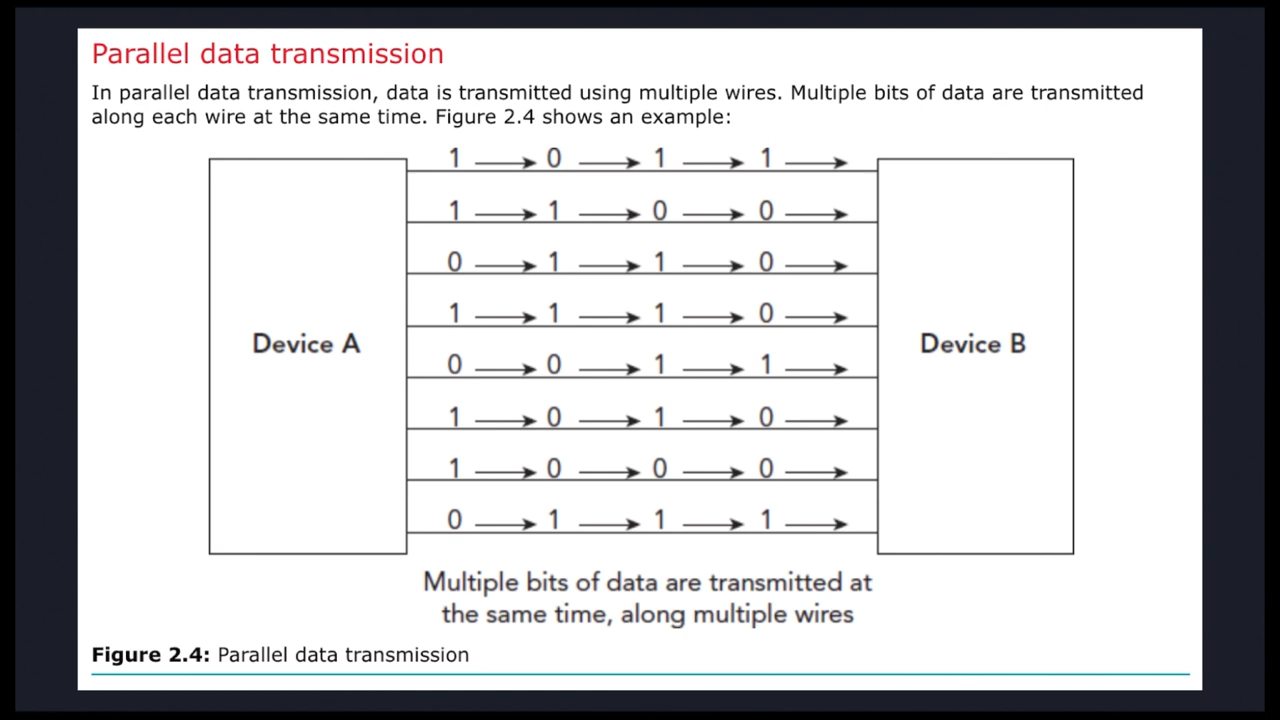 Parallel data transmission
In parallel data transmission, data is transmitted using multiple wires. Multiple bits of data are transmitted
along each wire at the same time. Figure 2.4 shows an example:
1 0 1 1
1 1 0 0
0 1 1 0
1 1 1 0
Device A
Device B
0 0 1 1
1 0 1 0
1 0 0 0
0 1 1 1
Multiple bits of data are transmitted at
the same time, along multiple wires
Figure 2.4: Parallel data transmission